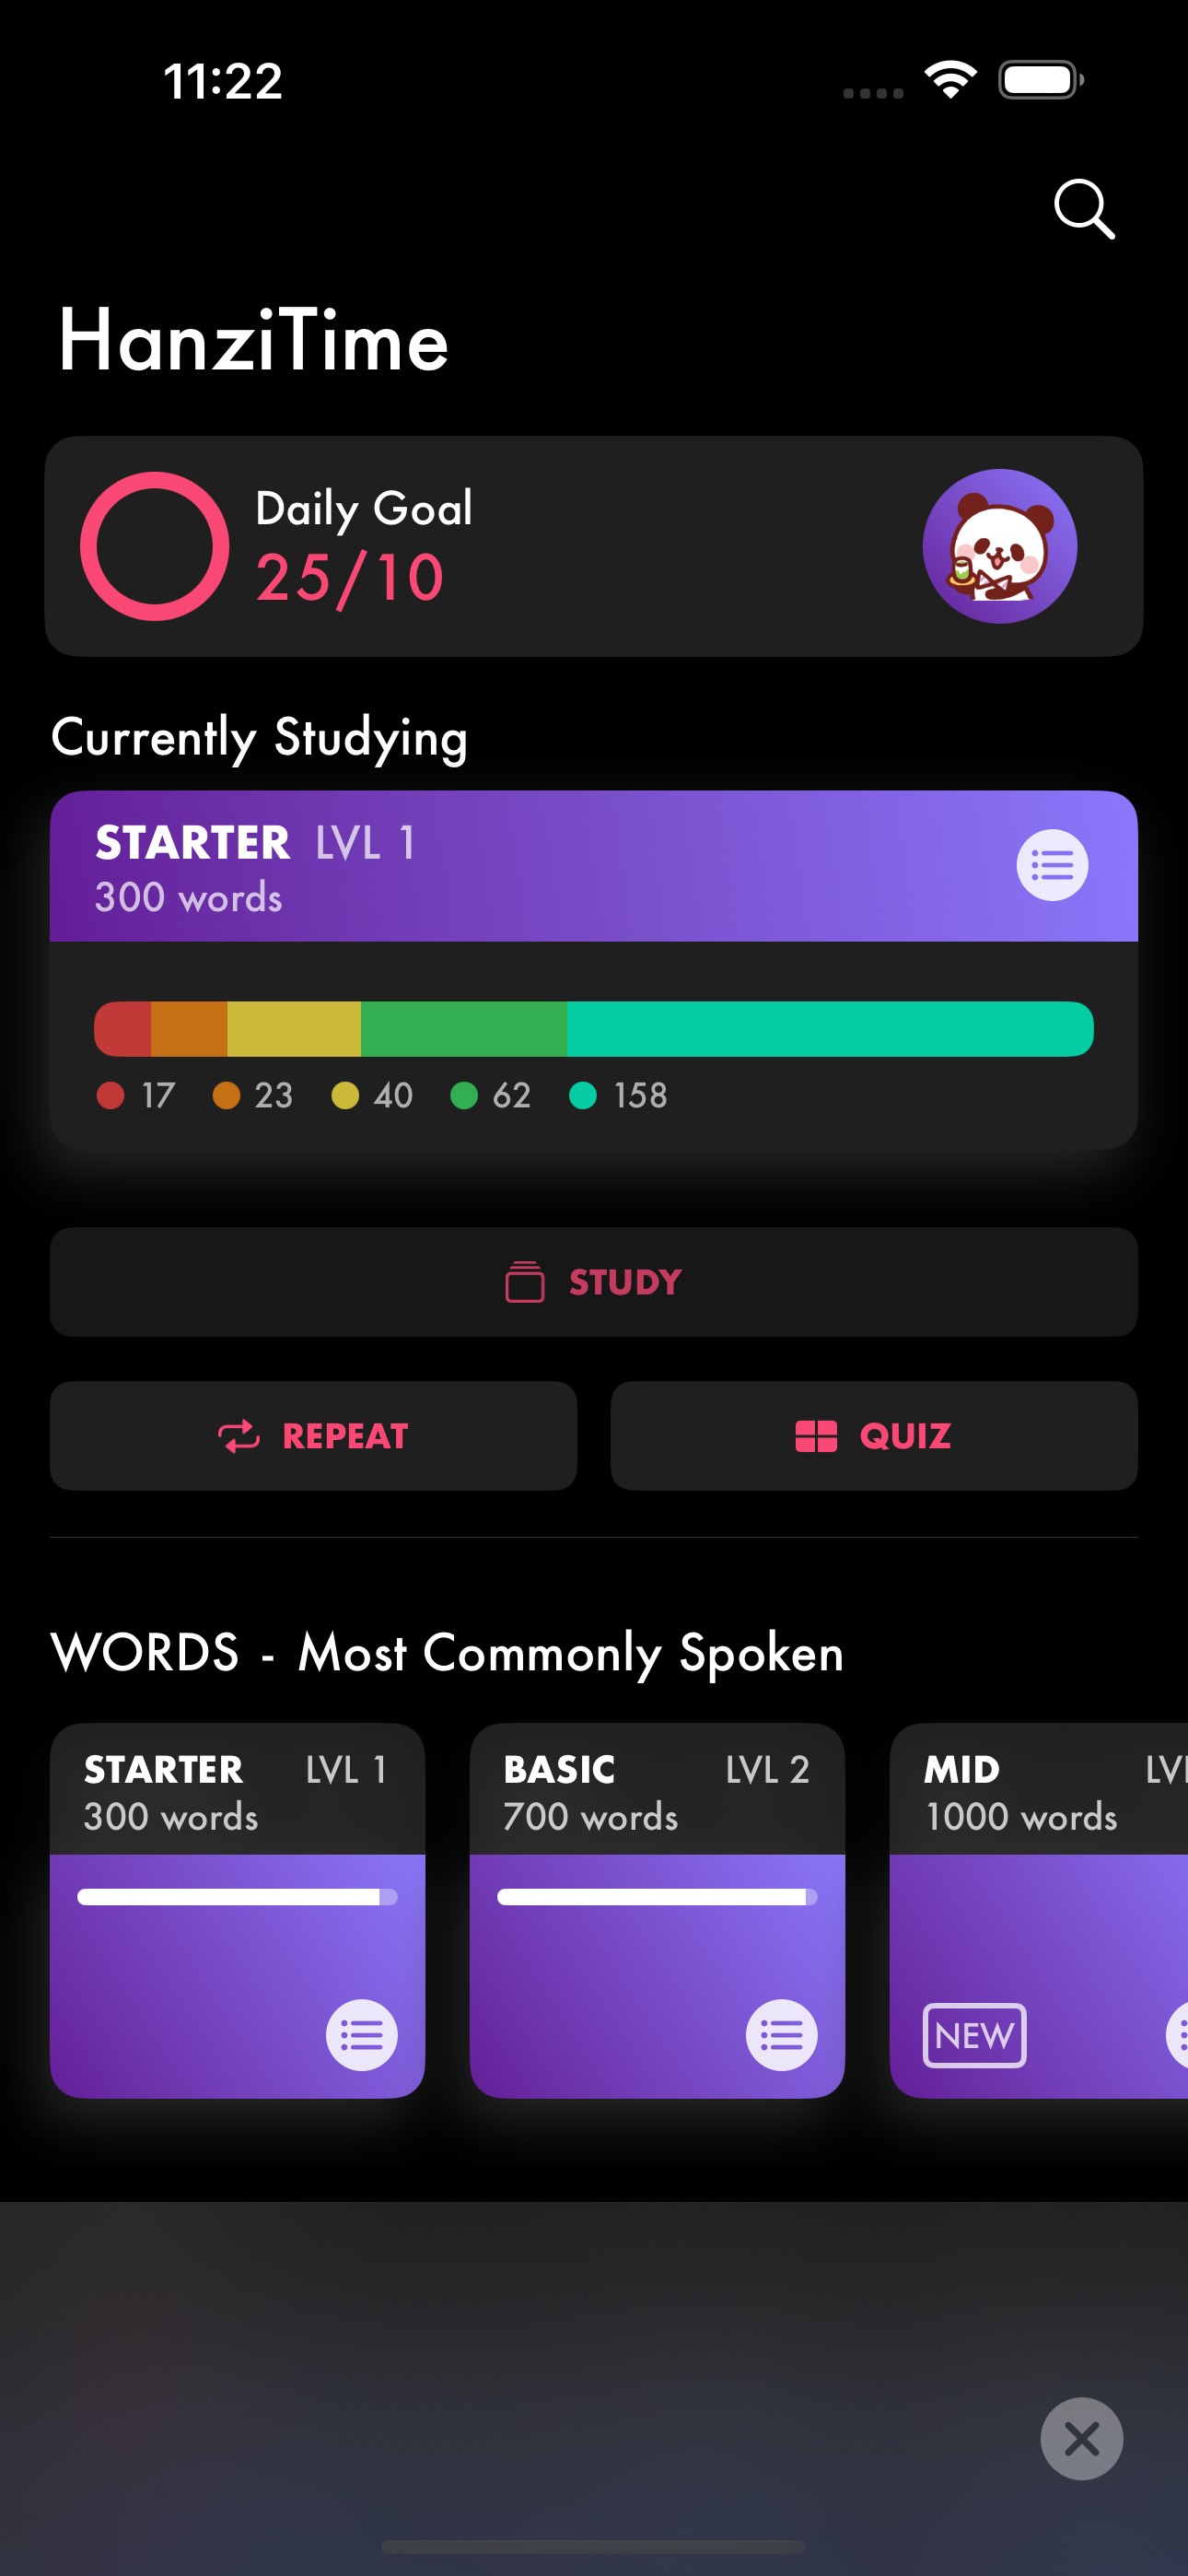 11:22
HanziTime
Daily Goal
25/10
Currently Studying
STARTER LVL 1
300 words
17 23 40 62 158
STUDY
REPEAT QUIZ
WORDS - Most Commonly Spoken
STARTER LVL 1 BASIC LVL 2 MID LVL
300 words 700 words 1000 words
NEW